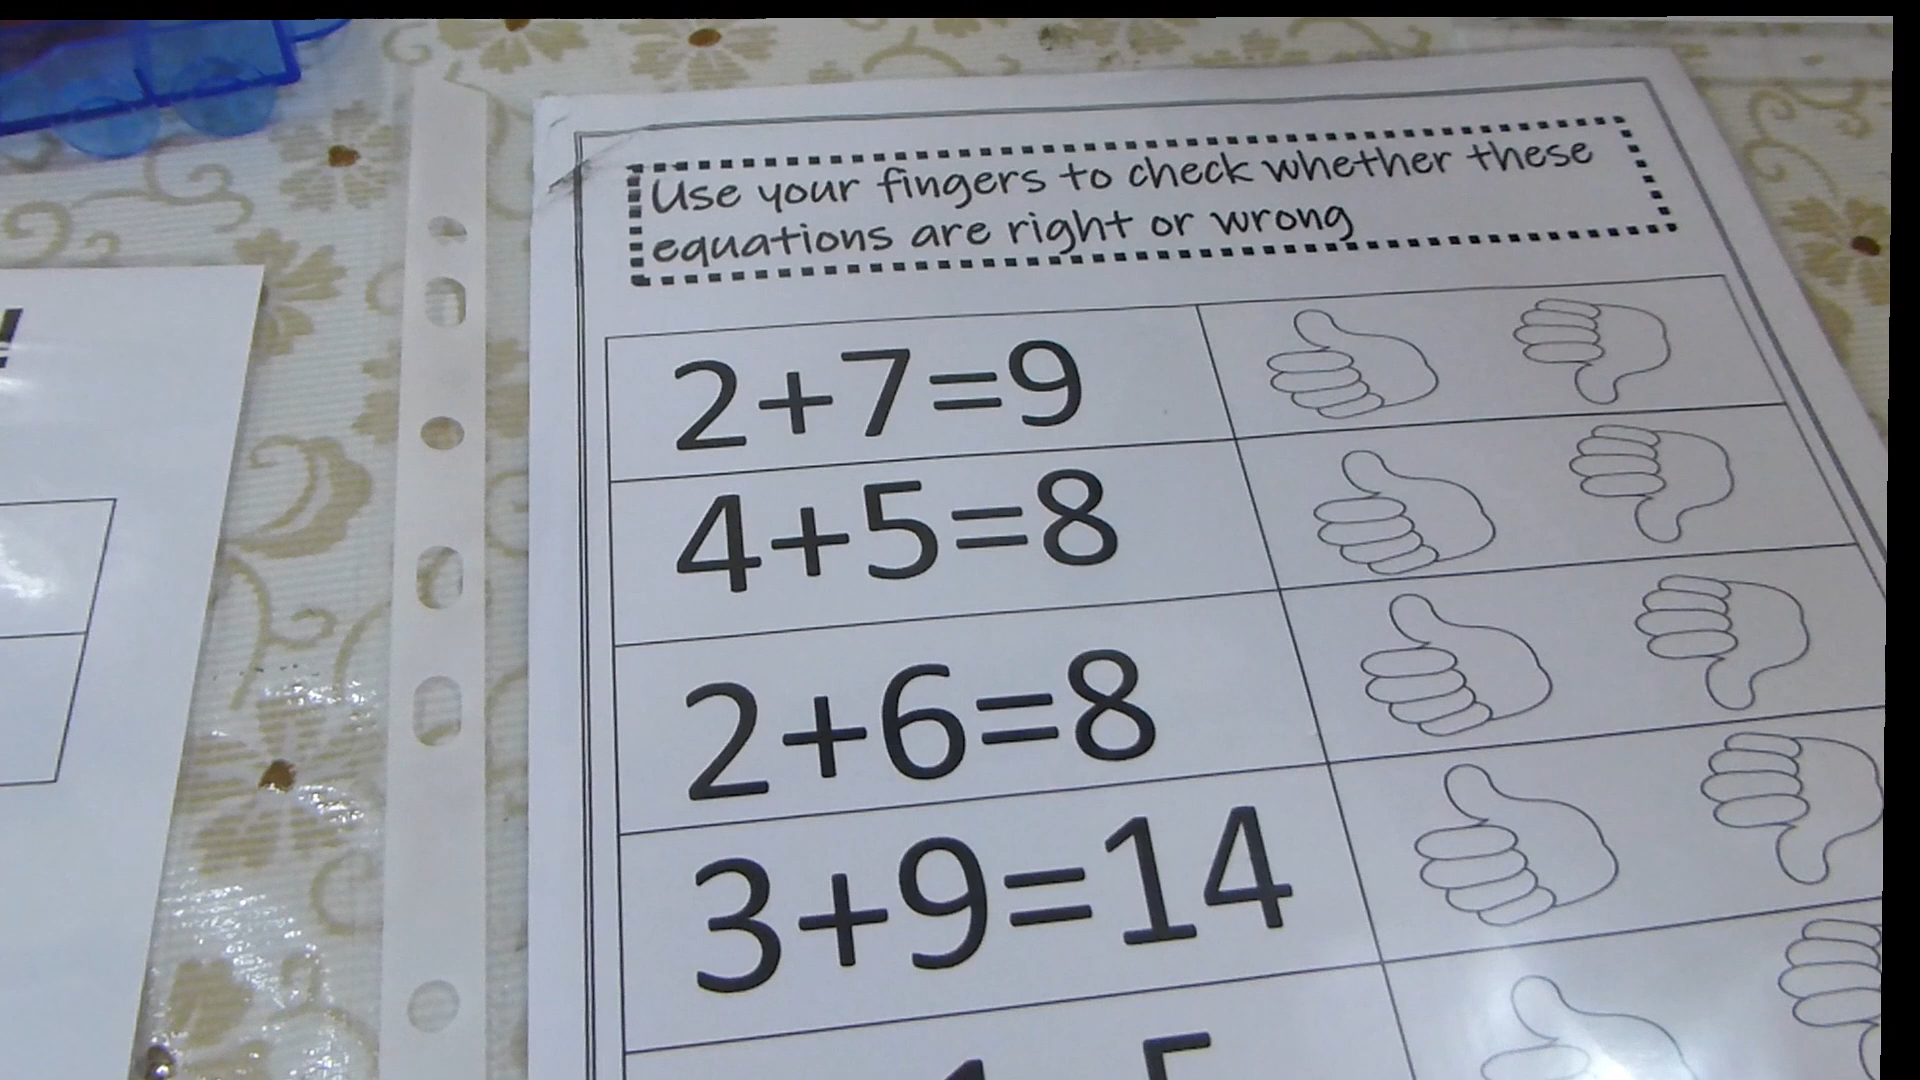 Use your fingers to check whether these
equations are right or wrong
2+7=9
4+5=8
2+6=8
3+9=14